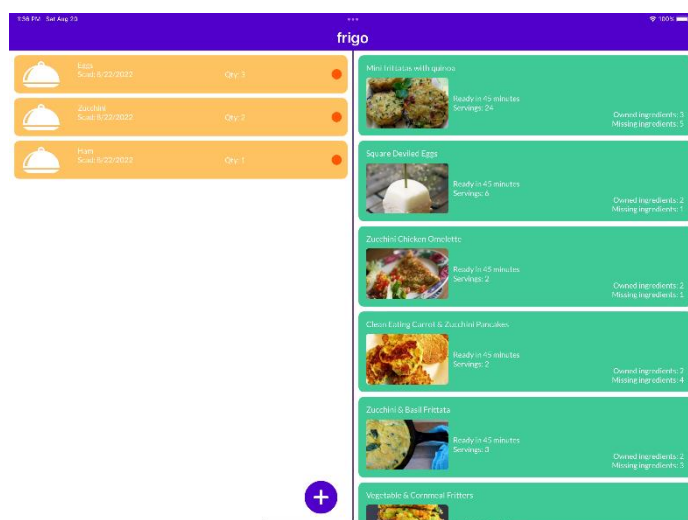 1:36 PM Sat Aug 20
100%
frigo
Eggs
Scad: 8/22/2022
Qty: 3
Zucchini
Scad: 8/22/2022
Qty: 2
Ham
Scad: 8/22/2022
Qty: 1
Mini frittatas with quinoa
Ready in 45 minutes
Servings: 24
Owned ingredients: 3
Missing ingredients: 5
Square Deviled Eggs
Ready in 45 minutes
Servings: 6
Owned ingredients: 2
Missing ingredients: 1
Zucchini Chicken Omelette
Ready in 45 minutes
Servings: 2
Owned ingredients: 2
Missing ingredients: 1
Clean Eating Carrot & Zucchini Pancakes
Ready in 45 minutes
Servings: 2
Owned ingredients: 2
Missing ingredients: 4
Zucchini & Basil Frittata
Ready in 45 minutes
Servings: 3
Owned ingredients: 2
Missing ingredients: 3
Vegetable & Cornmeal Fritters